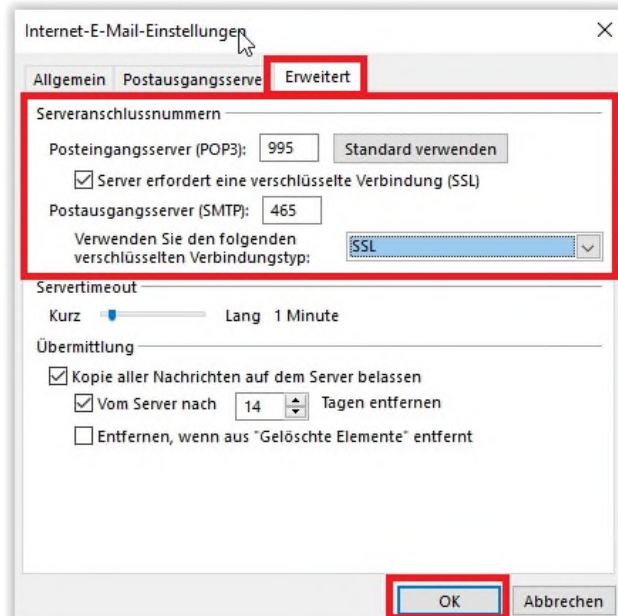 Internet-E-Mail-Einstellungen
Allgemein Postausgangsserve Erweitert
Serveranschlussnummern
Posteingangsserver (POP3): 995 Standard verwenden
Server erfordert eine verschlüsselte Verbindung (SSL)
Postausgangsserver (SMTP): 465
Verwenden Sie den folgenden
verschlüsselten Verbindungstyp: SSL
Servertimeout
Kurz Lang 1 Minute
Übermittlung
Kopie aller Nachrichten auf dem Server belassen
Vom Server nach 14 Tagen entfernen
Entfernen, wenn aus "Gelöschte Elemente" entfernt
OK Abbrechen